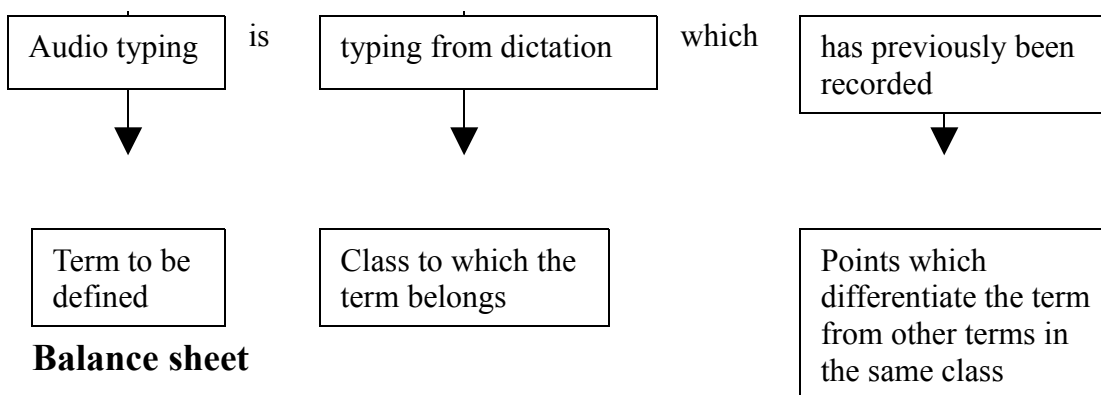 Audio typing is typing from dictation which has previously been
recorded
Term to be
defined
Class to which the
term belongs
Points which
differentiate the term
from other terms in
the same class
Balance sheet